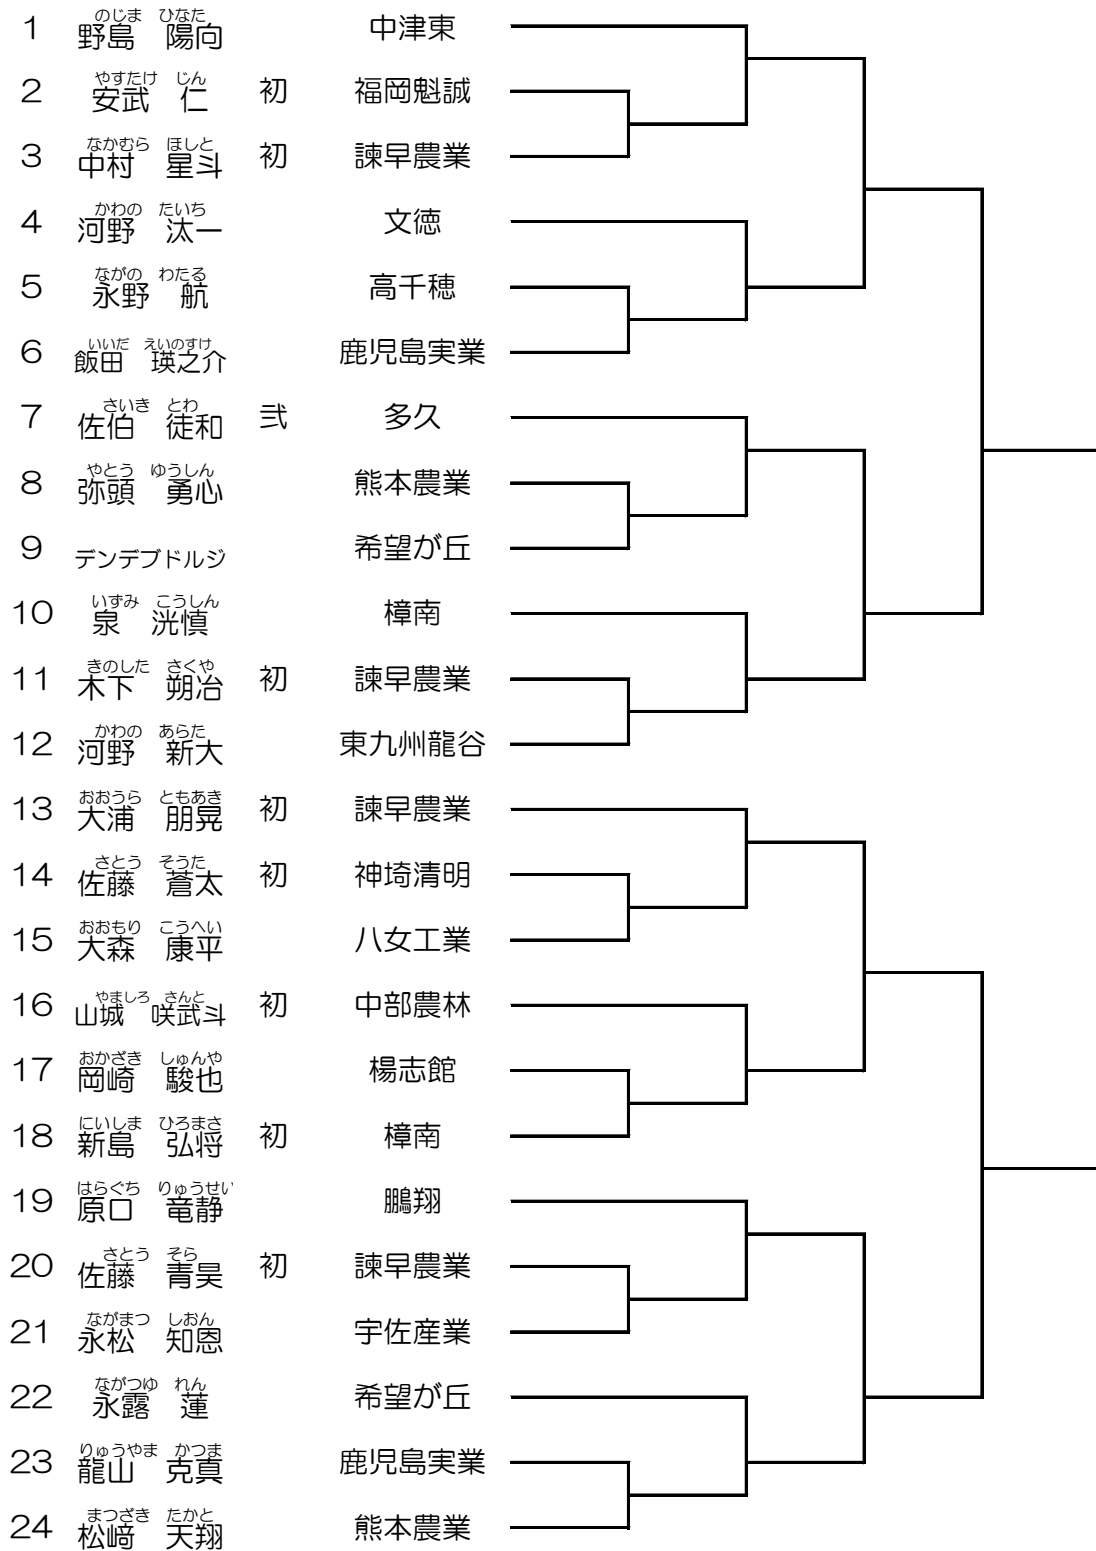 のじま ひなた
1 野島 陽向 中津東
やすたけ じん
2 安武 仁 初 福岡魁誠
なかむら ほしと
3 中村 星斗 初 諫早農業
かわの たいち
4 河野 汰一 文徳
ながの わたる
5 永野 航 高千穂
いいだ えいのすけ
6 飯田 瑛之介 鹿児島実業
さいき とわ
7 佐伯 徒和 弐 多久
やとう ゆうしん
8 弥頭 勇心 熊本農業
9 デンデブドルジ 希望が丘
いずみ こうしん
10 泉 洸慎 樟南
きのした さくや
11 木下 朔冶 初 諫早農業
かわの あらた
12 河野 新大 東九州龍谷
おおうら ともあき
13 大浦 朋晃 初 諫早農業
さとう そうた
14 佐藤 蒼太 初 神埼清明
おおもり こうへい
15 大森 康平 八女工業
やましろ さんと
16 山城 咲武斗 初 中部農林
おかざき しゅんや
17 岡崎 駿也 楊志館
にいしま ひろまさ
18 新島 弘将 初 樟南
はらぐち りゅうせい
19 原口 竜静 鵬翔
さとう そら
20 佐藤 青昊 初 諫早農業
ながまつ しおん
21 永松 知恩 宇佐産業
ながつゆ れん
22 永露 蓮 希望が丘
りゅうやま かつま
23 龍山 克真 鹿児島実業
まつざき たかと
24 松﨑 天翔 熊本農業